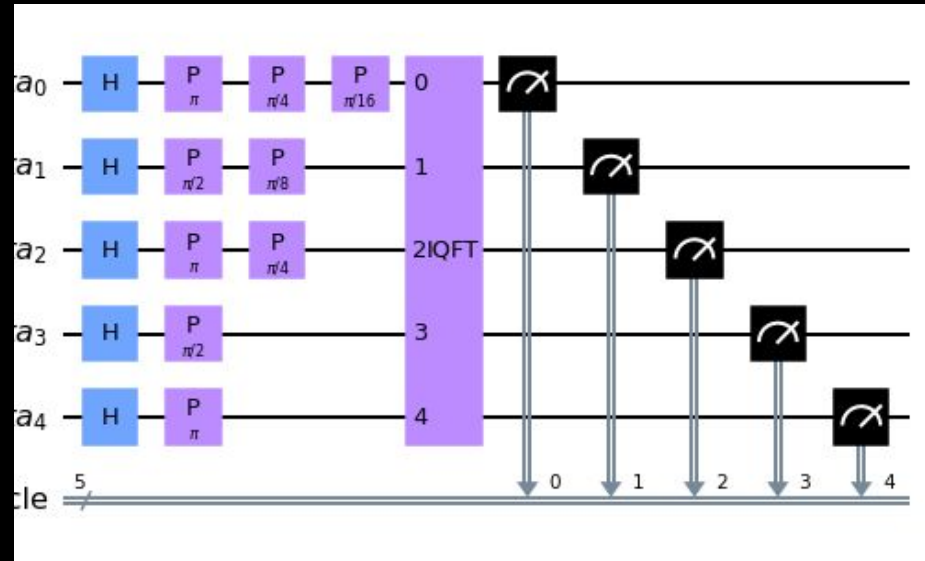 a0 H P π P π/4 P π/16 0
a1 H P π/2 P π/8 1
a2 H P π P π/4 2IQFT
a3 H P π/2 3
a4 H P π 4
cle 5 0 1 2 3 4